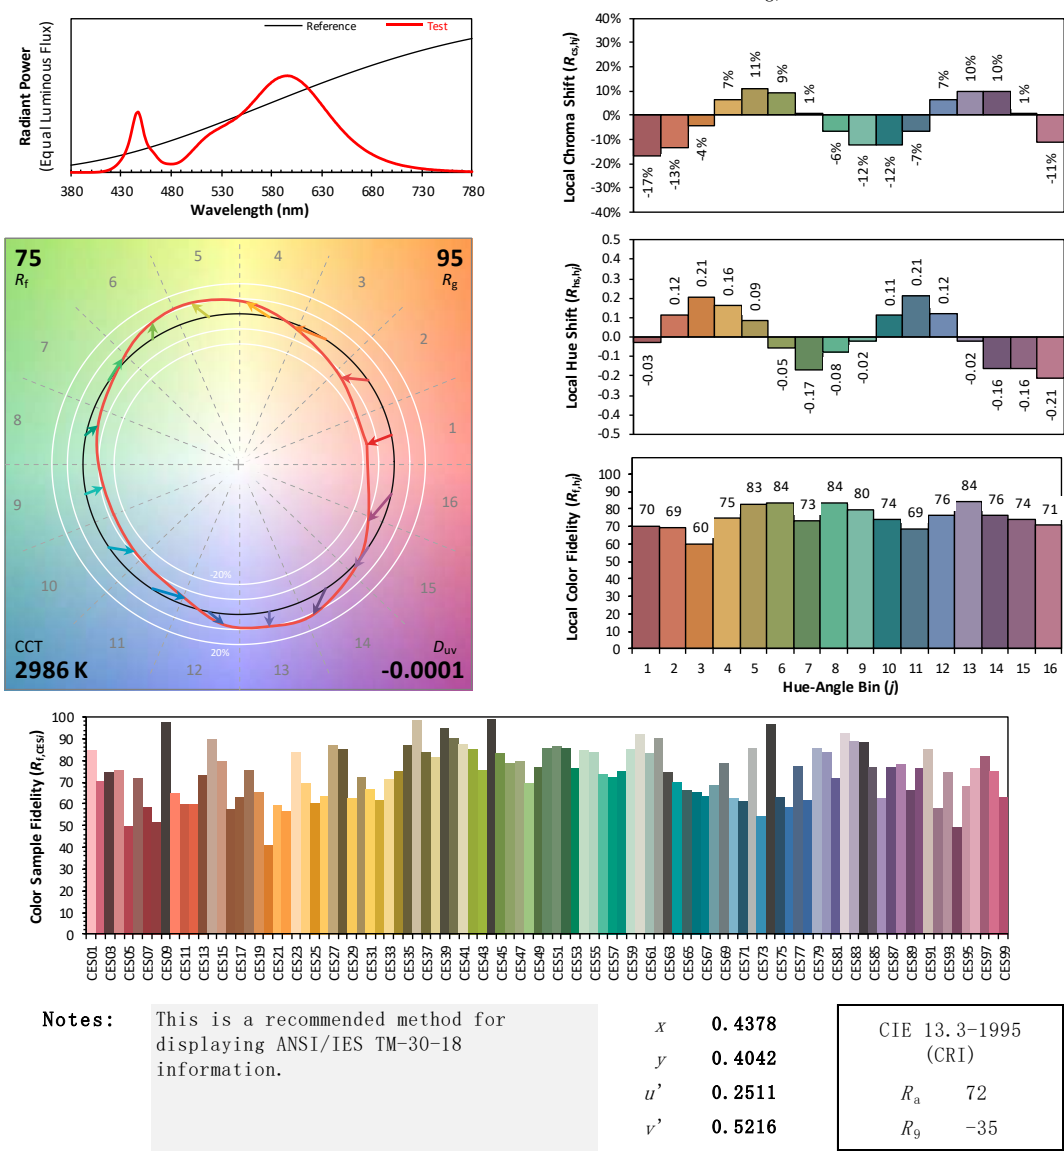 Reference
Test
Radiant Power
(Equal Luminous Flux)
380 430 480 530 580 630 680 730 780
Wavelength (nm)
Local Chroma Shift (Rcs,hj)
40%
30%
20%
10%
0%
-10%
-20%
-30%
-40%
-17% -13% -4% 7% 11% 9% 1% -6% -12% -12% -7% 7% 10% 10% 1% -11%
75
Rf
95
Rg
1
2
3
4
5
6
7
8
9
10
11
12
13
14
15
16
-20%
20%
CCT
2986 K
Duv
-0.0001
Local Hue Shift (Rhs,hj)
0.5
0.4
0.3
0.2
0.1
0.0
-0.1
-0.2
-0.3
-0.4
-0.5
-0.03 0.12 0.21 0.16 0.09 -0.05 -0.17 -0.08 -0.02 0.11 0.21 0.12 -0.02 -0.16 -0.16 -0.21
Local Color Fidelity (Rf,hj)
100
90
80
70
60
50
40
30
20
10
0
70 69 60 75 83 84 73 84 80 74 69 76 84 76 74 71
1 2 3 4 5 6 7 8 9 10 11 12 13 14 15 16
Hue-Angle Bin (j)
Color Sample Fidelity (Rf,CESi)
100
90
80
70
60
50
40
30
20
10
0
CES01 CES03 CES05 CES07 CES09 CES11 CES13 CES15 CES17 CES19 CES21 CES23 CES25 CES27 CES29 CES31 CES33 CES35 CES37 CES39 CES41 CES43 CES45 CES47 CES49 CES51 CES53 CES55 CES57 CES59 CES61 CES63 CES65 CES67 CES69 CES71 CES73 CES75 CES77 CES79 CES81 CES83 CES85 CES87 CES89 CES91 CES93 CES95 CES97 CES99
Notes:
This is a recommended method for
displaying ANSI/IES TM-30-18
information.
x 0.4378
y 0.4042
u' 0.2511
v' 0.5216
CIE 13.3-1995
(CRI)
Ra 72
R9 -35